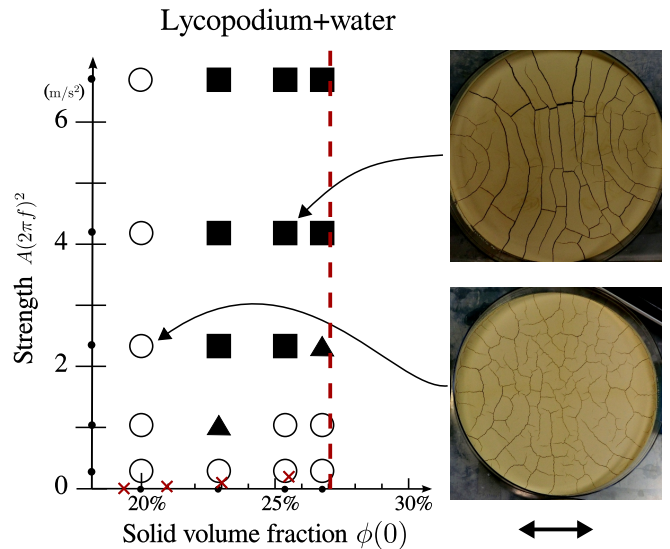 Lycopodium+water
(m/s²)
6
4
2
0
Strength A(2πf)²
20%
25%
30%
Solid volume fraction ϕ(0)